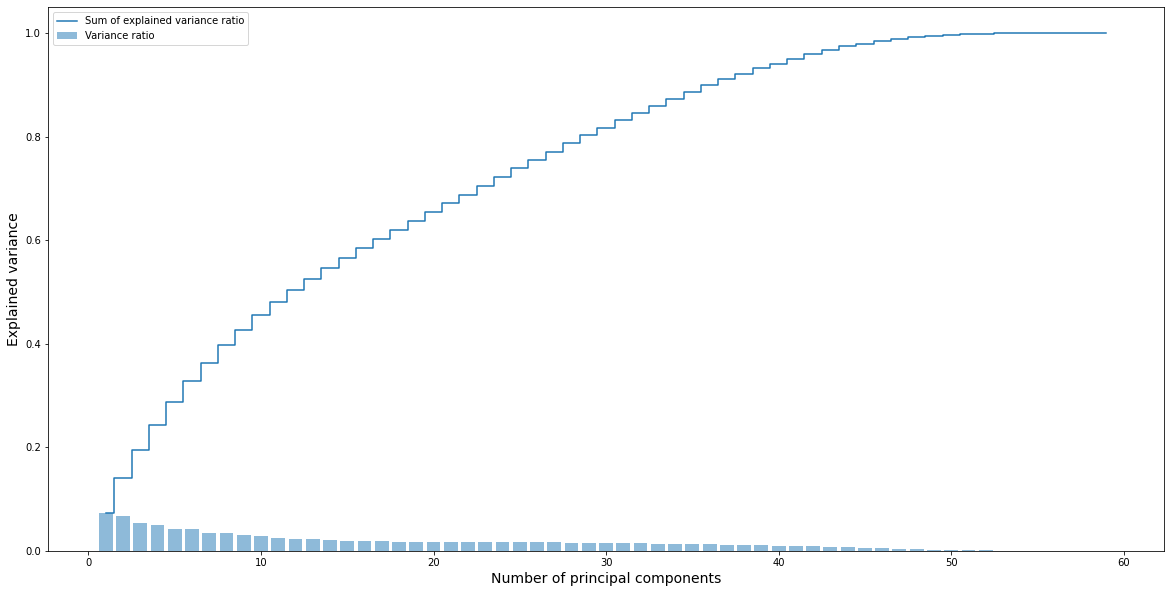 Sum of explained variance ratio
Variance ratio
1.0
0.8
0.6
0.4
0.2
0.0
Explained variance
0 10 20 30 40 50 60
Number of principal components